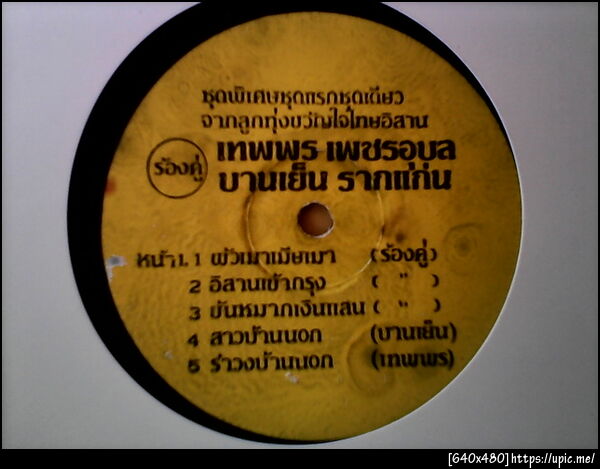 ชุดพิเศษชุดแรกชุดเดียว
จากลูกทุ่งขวัญใจไทยอิสาน
ร้องคู่
เทพพร เพชรอุบล
บานเย็น รากแก่น
หน้า1. 1 ผัวเมาเมียเมา (ร้องคู่)
2 อิสานเข้ากรุง ( " )
3 ขันหมากเงินแสน ( " )
4 สาวบ้านนอก (บานเย็น)
5 รำวงบ้านนอก (เทพพร)
[640x480]https://upic.me/